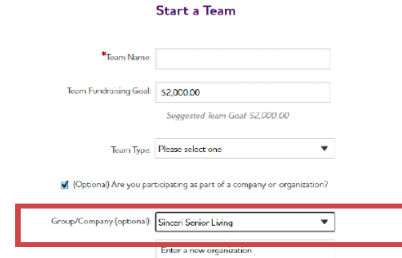 Start a Team
*Team Name:
Team Fundraising Goal: $2,000.00
Suggested Team Goal: $2,000.00
Team Type: Please select one
(Optional) Are you participating as part of a company or organization?
Group/Company (optional): Sinceri Senior Living
Enter a new organization